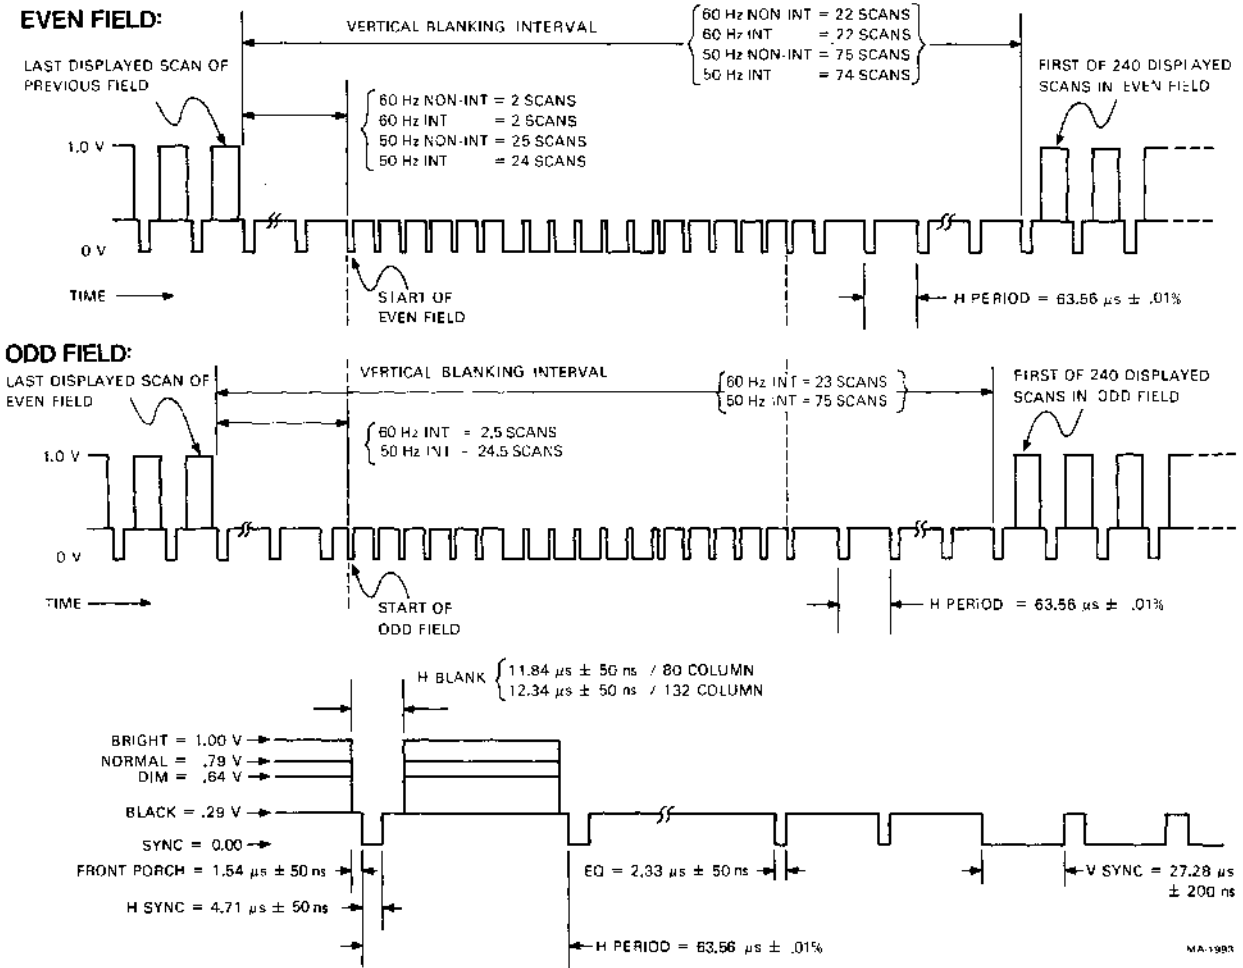 EVEN FIELD:
VERTICAL BLANKING INTERVAL
60 Hz NON INT = 22 SCANS
60 Hz INT = 22 SCANS
50 Hz NON-INT = 75 SCANS
50 Hz INT = 74 SCANS
LAST DISPLAYED SCAN OF
PREVIOUS FIELD
60 Hz NON-INT = 2 SCANS
60 Hz INT = 2 SCANS
50 Hz NON-INT = 25 SCANS
50 Hz INT = 24 SCANS
FIRST OF 240 DISPLAYED
SCANS IN EVEN FIELD
1.0 V
0 V
TIME
START OF
EVEN FIELD
H PERIOD = 63.56 µs ± .01%
ODD FIELD:
LAST DISPLAYED SCAN OF
EVEN FIELD
VERTICAL BLANKING INTERVAL
60 Hz INT = 23 SCANS
50 Hz INT = 75 SCANS
FIRST OF 240 DISPLAYED
SCANS IN ODD FIELD
60 Hz INT = 2.5 SCANS
50 Hz INT - 24.5 SCANS
1.0 V
0 V
TIME
START OF
ODD FIELD
H PERIOD = 63.56 µs ± .01%
H BLANK
11.84 µs ± 50 ns / 80 COLUMN
12.34 µs ± 50 ns / 132 COLUMN
BRIGHT = 1.00 V
NORMAL = .79 V
DIM = .64 V
BLACK = .29 V
SYNC = 0.00
FRONT PORCH = 1.54 µs ± 50 ns
EQ = 2.33 µs ± 50 ns
V SYNC = 27.28 µs
± 200 ns
H SYNC = 4.71 µs ± 50 ns
H PERIOD = 63.56 µs ± .01%
MA-1993